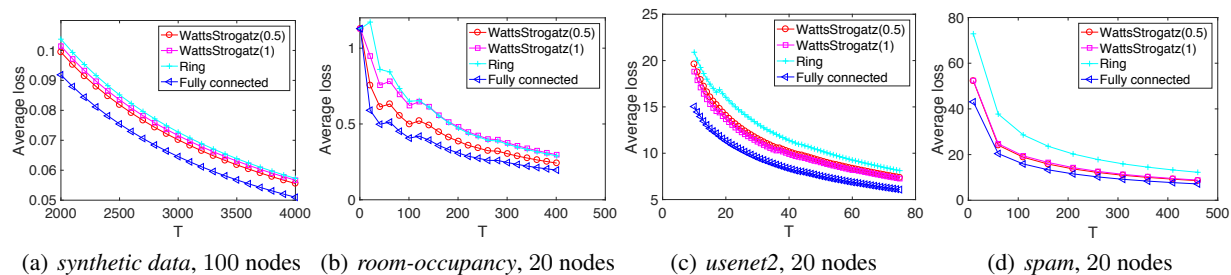 0.1
0.09
0.08
0.07
0.06
0.05
2000
2500
3000
3500
4000
T
Average loss
WattsStrogatz(0.5)
WattsStrogatz(1)
Ring
Fully connected
(a) synthetic data, 100 nodes
1
0.5
0
0
100
200
300
400
500
T
Average loss
WattsStrogatz(0.5)
WattsStrogatz(1)
Ring
Fully connected
(b) room-occupancy, 20 nodes
25
20
15
10
5
20
40
60
80
T
Average loss
WattsStrogatz(0.5)
WattsStrogatz(1)
Ring
Fully connected
(c) usenet2, 20 nodes
80
60
40
20
0
0
100
200
300
400
500
T
Average loss
WattsStrogatz(0.5)
WattsStrogatz(1)
Ring
Fully connected
(d) spam, 20 nodes